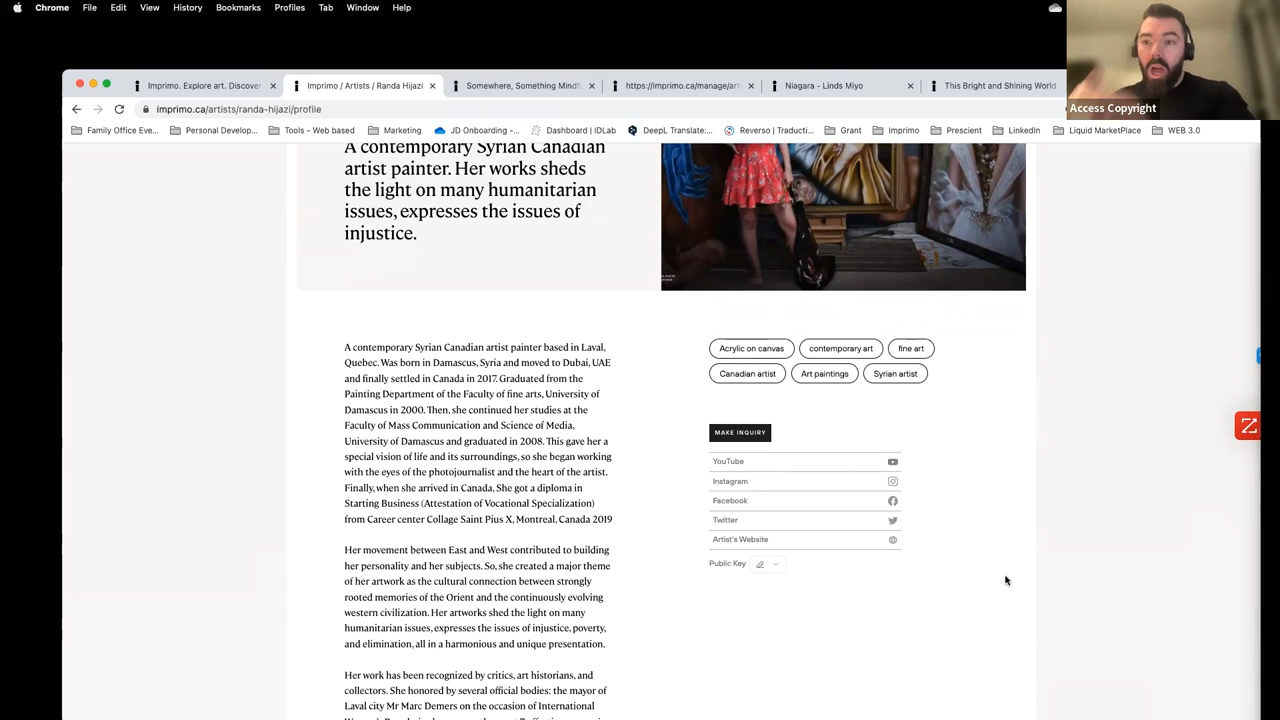 Chrome File Edit View History Bookmarks Profiles Tab Window Help
Access Copyright
Imprimo. Explore art. Discover
Imprimo / Artists / Randa Hijazi
Somewhere, Something Mindf
https://imprimo.ca/manage/art
Niagara - Linds Miyo
This Bright and Shining World
imprimo.ca/artists/randa-hijazi/profile
Family Office Eve... Personal Develop... Tools - Web based Marketing JD Onboarding -... Dashboard | IDLab DeepL Translate:... Reverso | Traducti... Grant Imprimo Prescient LinkedIn Liquid MarketPlace WEB 3.0
A contemporary Syrian Canadian
artist painter. Her works sheds
the light on many humanitarian
issues, expresses the issues of
injustice.
A contemporary Syrian Canadian artist painter based in Laval,
Quebec. Was born in Damascus, Syria and moved to Dubai, UAE
and finally settled in Canada in 2017. Graduated from the
Painting Department of the Faculty of fine arts, University of
Damascus in 2000. Then, she continued her studies at the
Faculty of Mass Communication and Science of Media,
University of Damascus and graduated in 2008. This gave her a
special vision of life and its surroundings, so she began working
with the eyes of the photojournalist and the heart of the artist.
Finally, when she arrived in Canada, She got a diploma in
Starting Business (Attestation of Vocational Specialization)
from Career center Collage Saint Pius X, Montreal, Canada 2019
Her movement between East and West contributed to building
her personality and her subjects. So, she created a major theme
of her artwork as the cultural connection between strongly
rooted memories of the Orient and the continuously evolving
western civilization. Her artworks shed the light on many
humanitarian issues, expresses the issues of injustice, poverty,
and elimination, all in a harmonious and unique presentation.
Her work has been recognized by critics, art historians, and
collectors. She honored by several official bodies: the mayor of
Laval city Mr Marc Demers on the occasion of International
Acrylic on canvas contemporary art fine art
Canadian artist Art paintings Syrian artist
MAKE INQUIRY
YouTube
Instagram
Facebook
Twitter
Artist's Website
Public Key